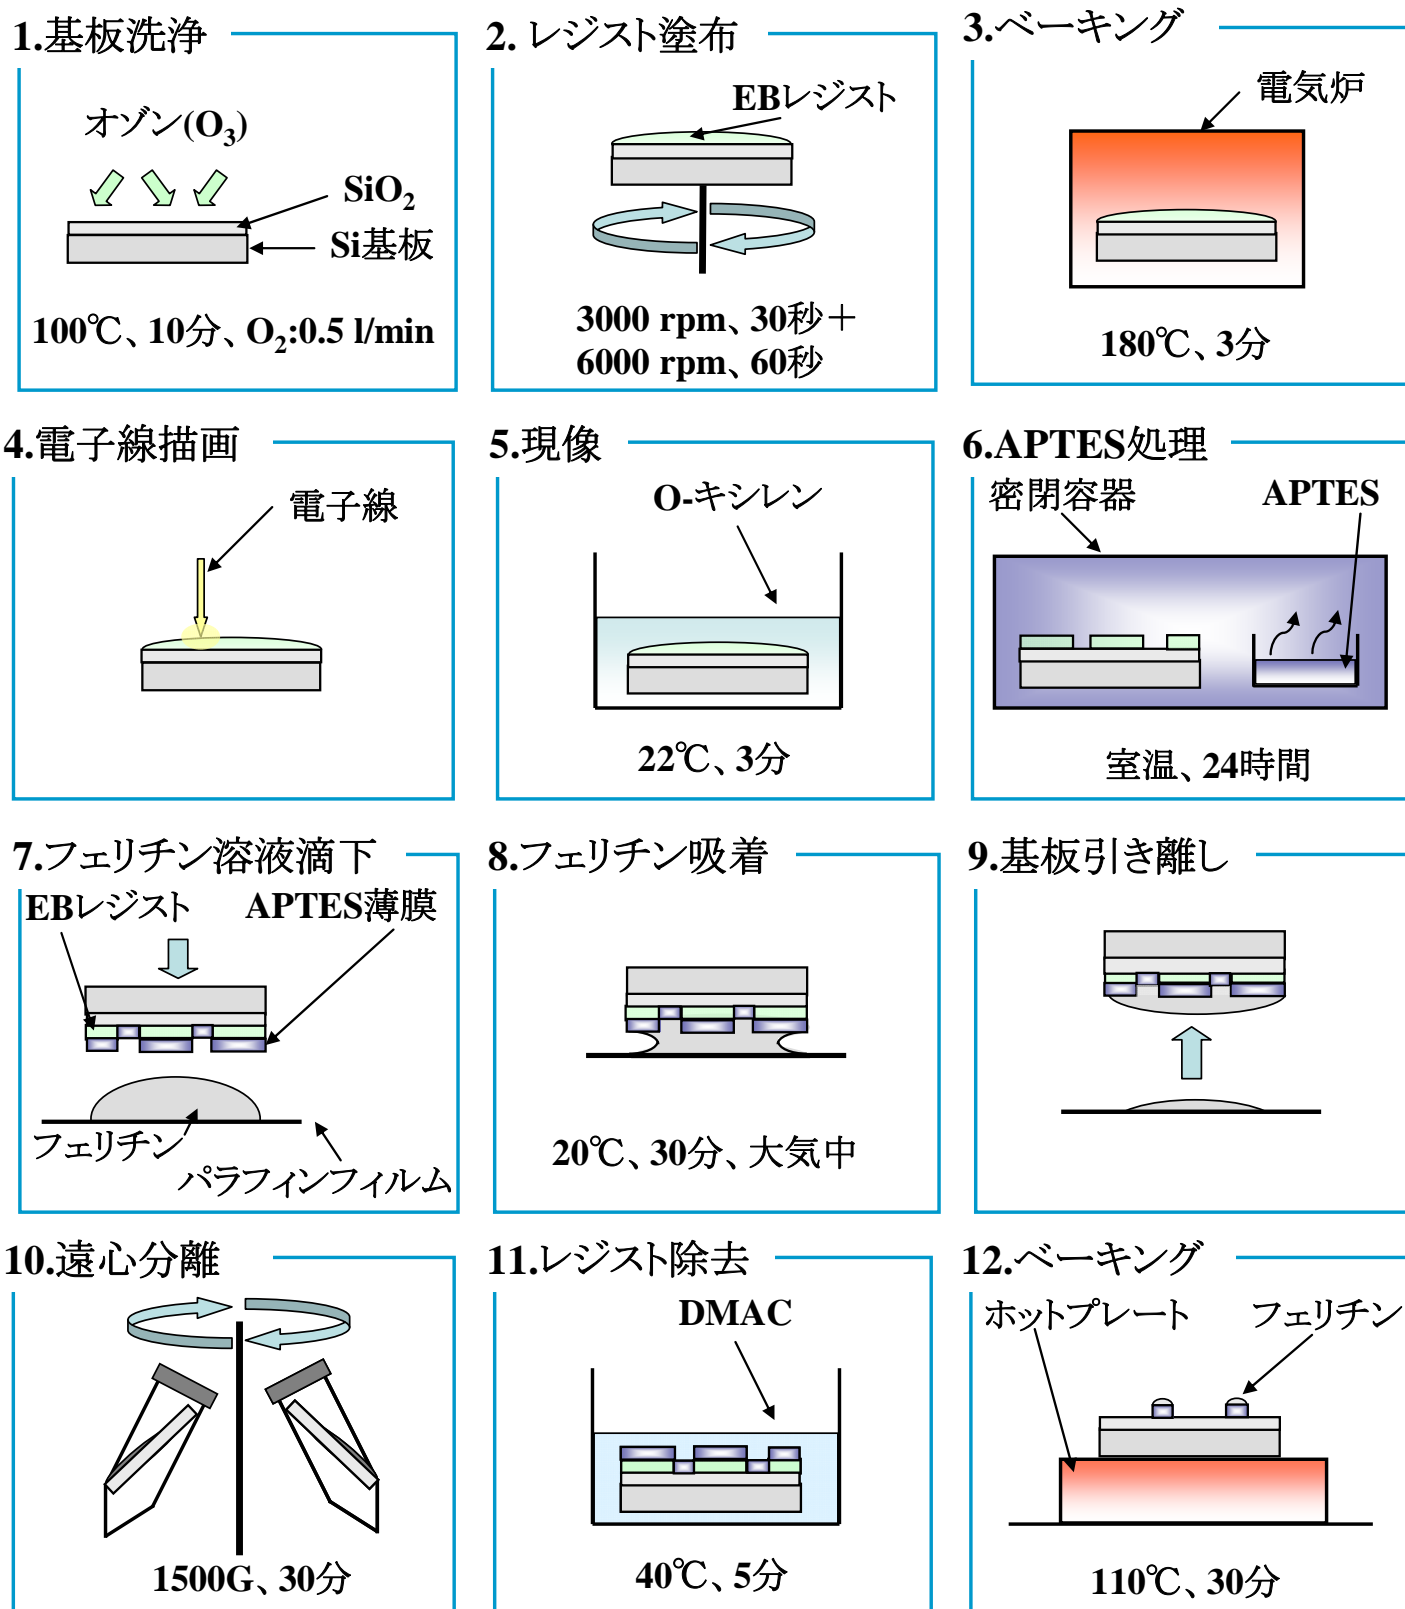 1.基板洗浄
オゾン(O3)
SiO2
Si基板
100℃、10分、O2:0.5 l/min
2. レジスト塗布
EBレジスト
3000 rpm、30秒＋
6000 rpm、60秒
3.ベーキング
電気炉
180℃、3分
4.電子線描画
電子線
5.現像
O-キシレン
22℃、3分
6.APTES処理
密閉容器
APTES
室温、24時間
7.フェリチン溶液滴下
EBレジスト
APTES薄膜
フェリチン
パラフィンフィルム
8.フェリチン吸着
20℃、30分、大気中
9.基板引き離し
10.遠心分離
1500G、30分
11.レジスト除去
DMAC
40℃、5分
12.ベーキング
ホットプレート
フェリチン
110℃、30分